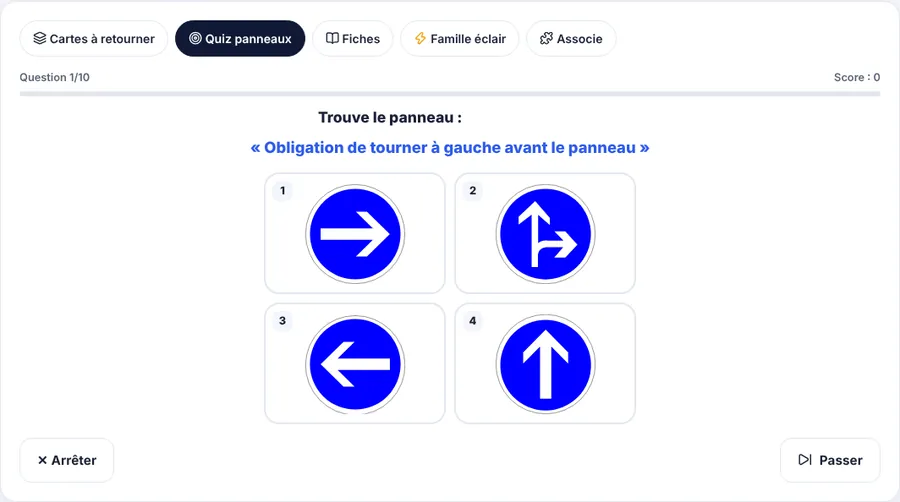 Cartes à retourner Quiz panneaux Fiches Famille éclair Associe
Question 1/10 Score : 0
Trouve le panneau :
« Obligation de tourner à gauche avant le panneau »
1 2
3 4
× Arrêter Passer